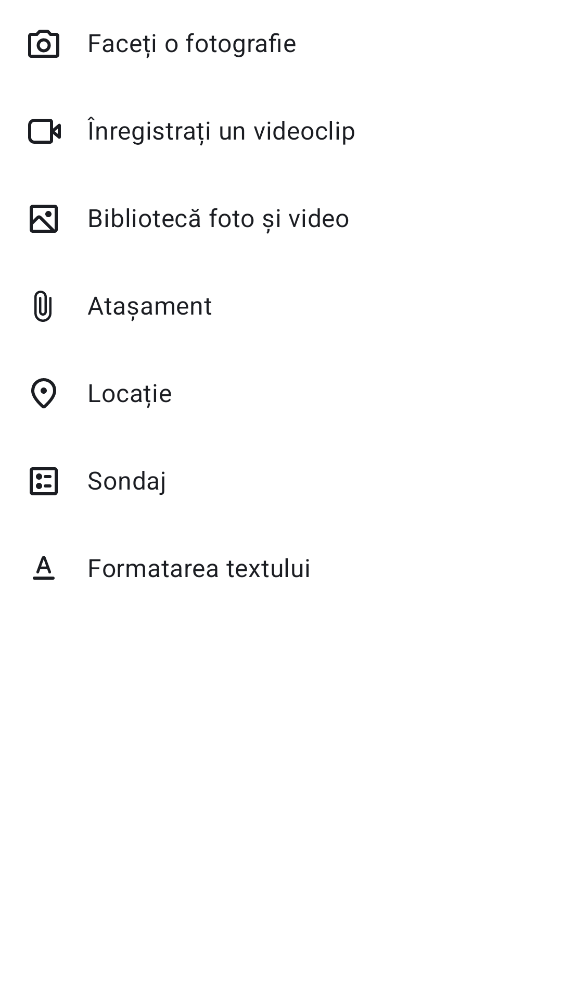 Faceți o fotografie
Înregistrați un videoclip
Bibliotecă foto și video
Atașament
Locație
Sondaj
Formatarea textului